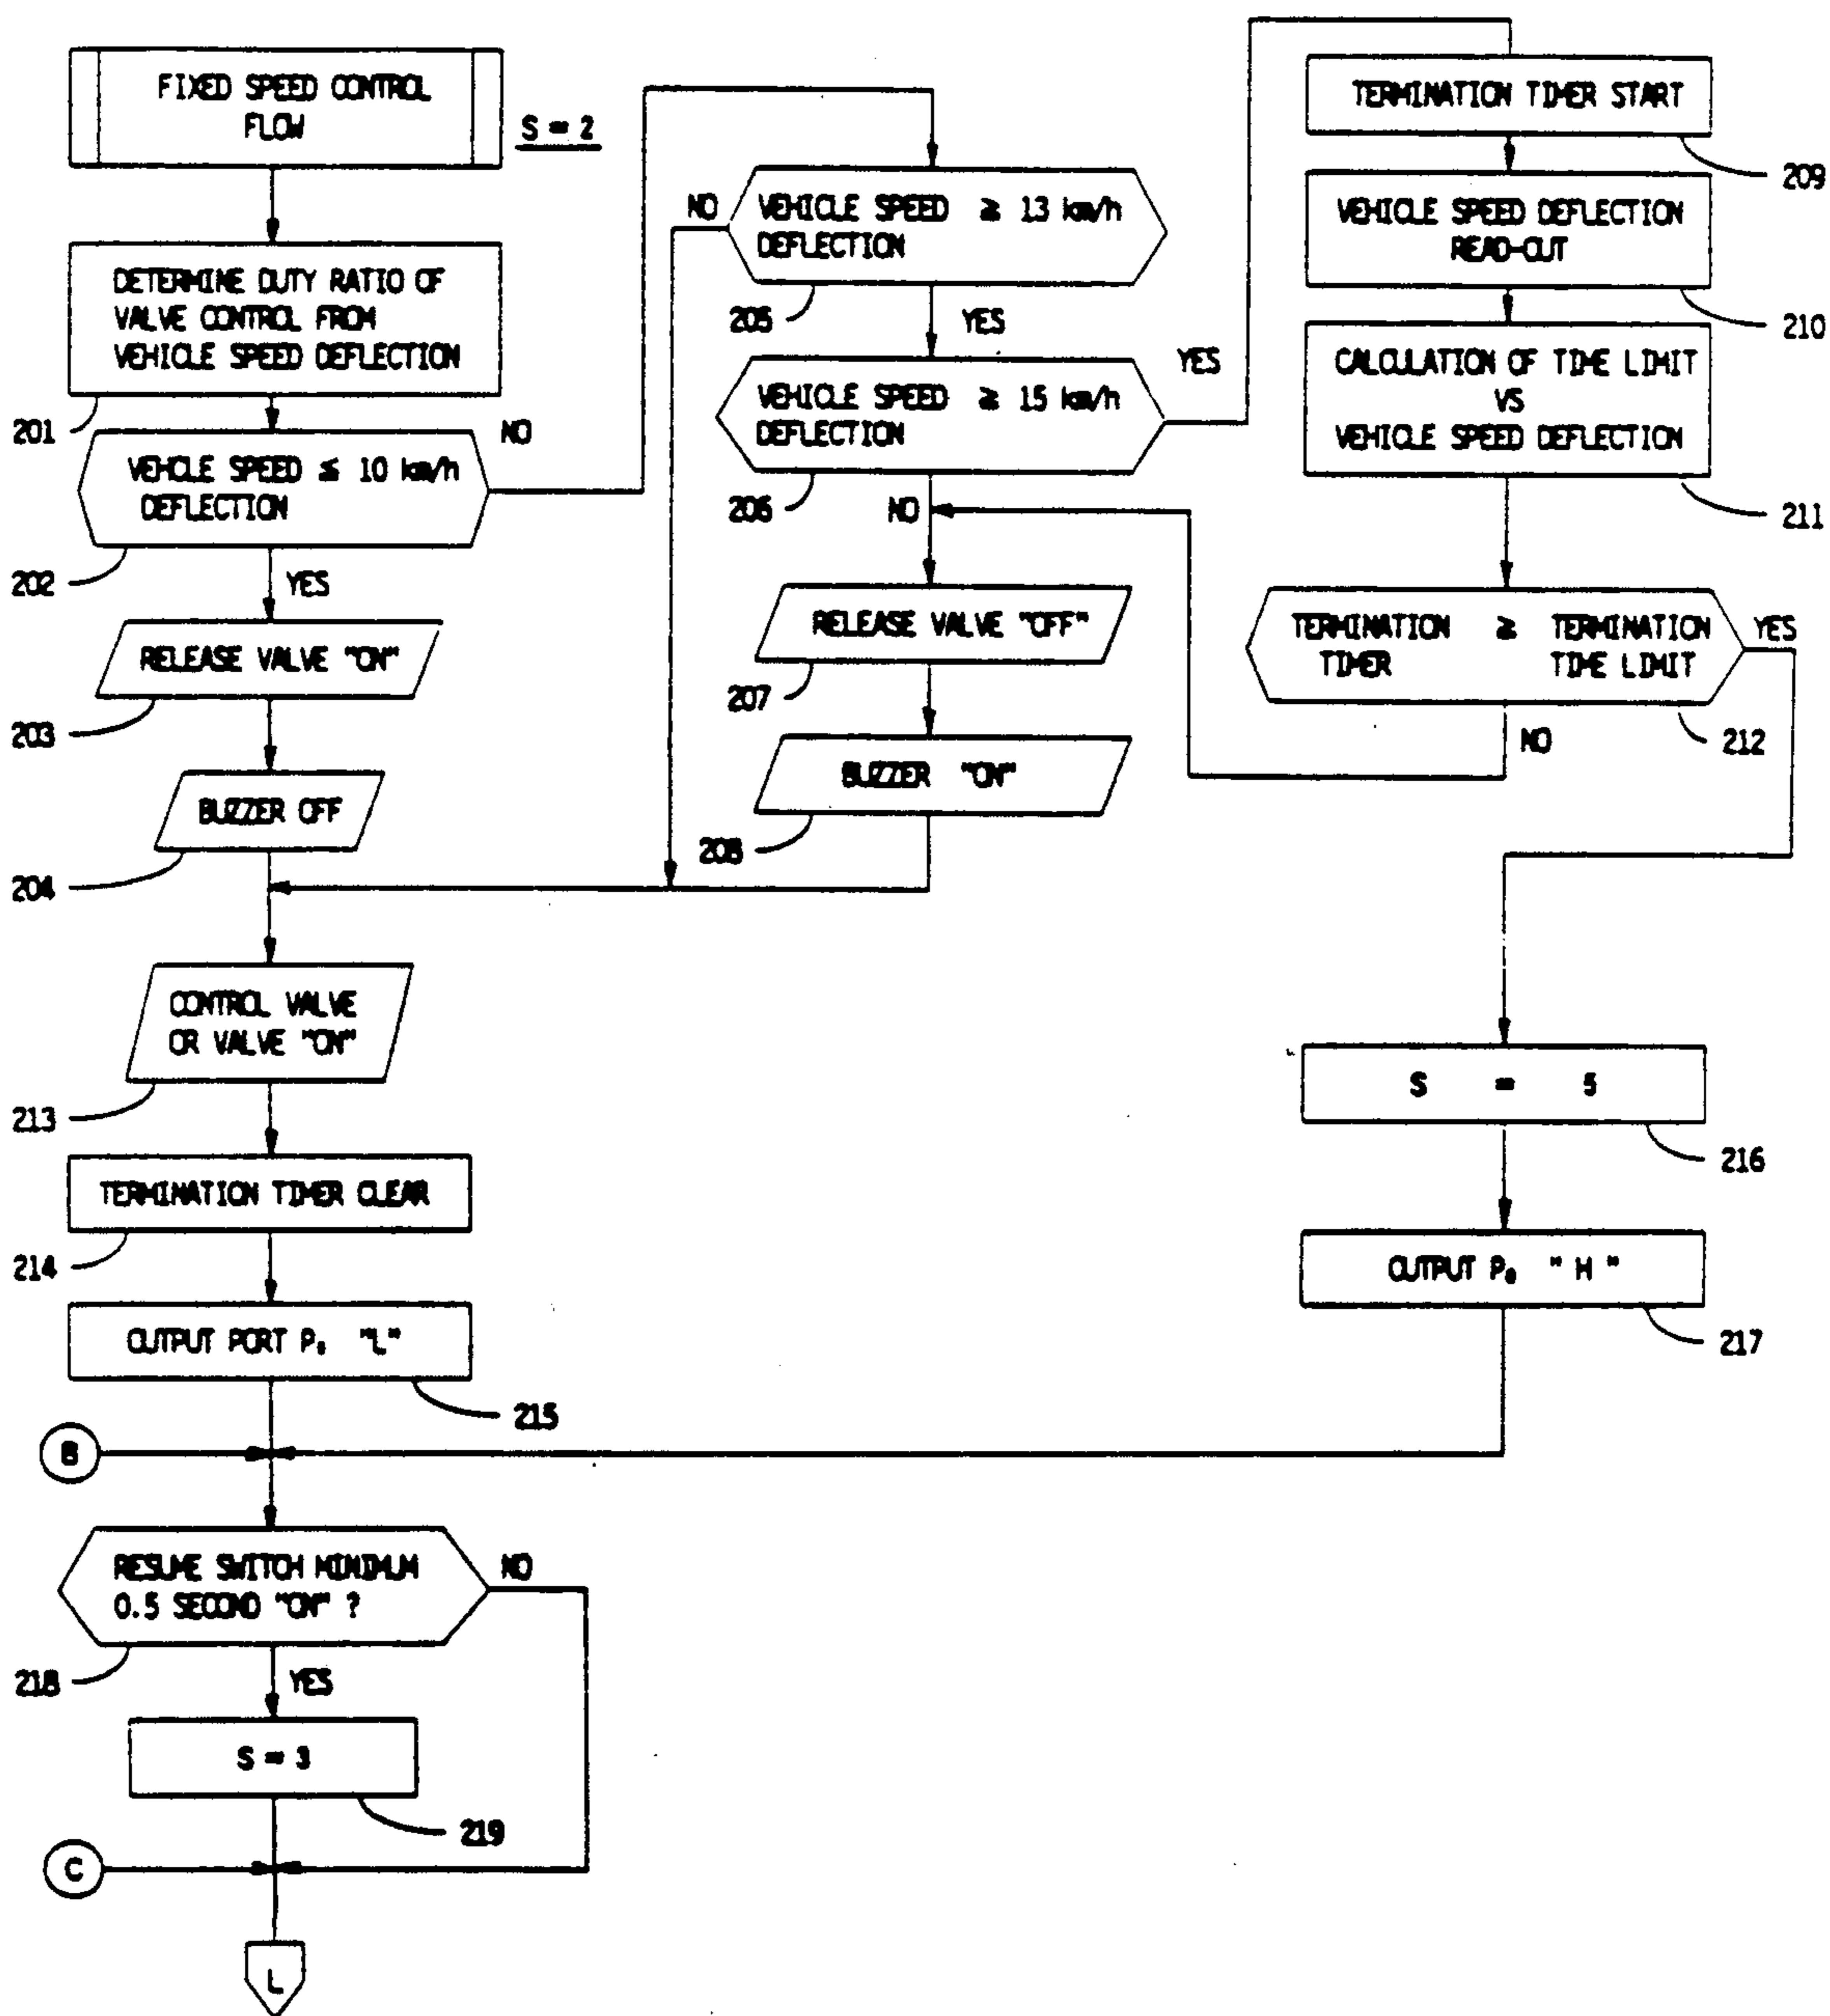 FIXED SPEED CONTROL
FLOW
S = 2
DETERMINE DUTY RATIO OF
VALVE CONTROL FROM
VEHICLE SPEED DEFLECTION
201
VEHCLE SPEED ≦ 10 km/h
DEFLECTION
NO
202
YES
RELEASE VALVE "ON"
203
BUZZER OFF
204
CONTROL VALVE
OR VALVE "ON"
213
TERMINATION TIMER CLEAR
214
OUTPUT PORT P₈ "L"
215
B
RESUME SWITCH MINIMUM
0.5 SECOND "ON" ?
NO
218
YES
S = 3
219
C
L
NO
VEHICLE SPEED ≧ 13 km/h
DEFLECTION
205
YES
VEHICLE SPEED ≧ 15 km/h
DEFLECTION
YES
206
NO
RELEASE VALVE "OFF"
207
BUZZER "ON"
208
TERMINATION TIMER START
209
VEHICLE SPEED DEFLECTION
READ-OUT
210
CALCULATION OF TIME LIMIT
VS
VEHICLE SPEED DEFLECTION
211
TERMINATION ≧ TERMINATION
TIMER TIME LIMIT
YES
212
NO
S = 5
216
OUTPUT P₈ " H "
217